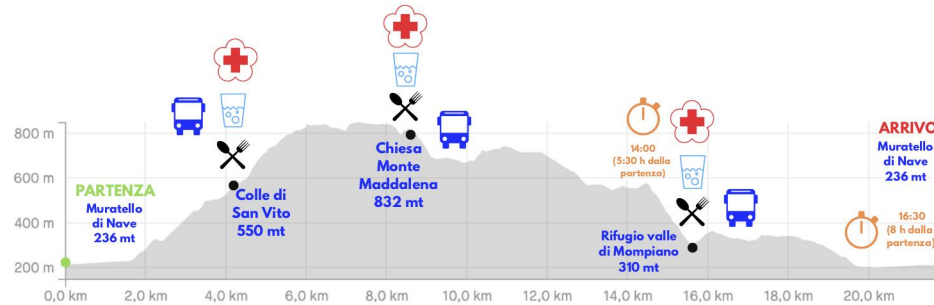 800 m
600 m
400 m
200 m
PARTENZA
Muratello
di Nave
236 mt
Colle di
San Vito
550 mt
Chiesa
Monte
Maddalena
832 mt
14:00
(5:30 h dalla
partenza)
Rifugio valle
di Mompiano
310 mt
ARRIVO
Muratello
di Nave
236 mt
16:30
(8 h dalla
partenza)
0,0 km
2,0 km
4,0 km
6,0 km
8,0 km
10,0 km
12,0 km
14,0 km
16,0 km
18,0 km
20,0 km